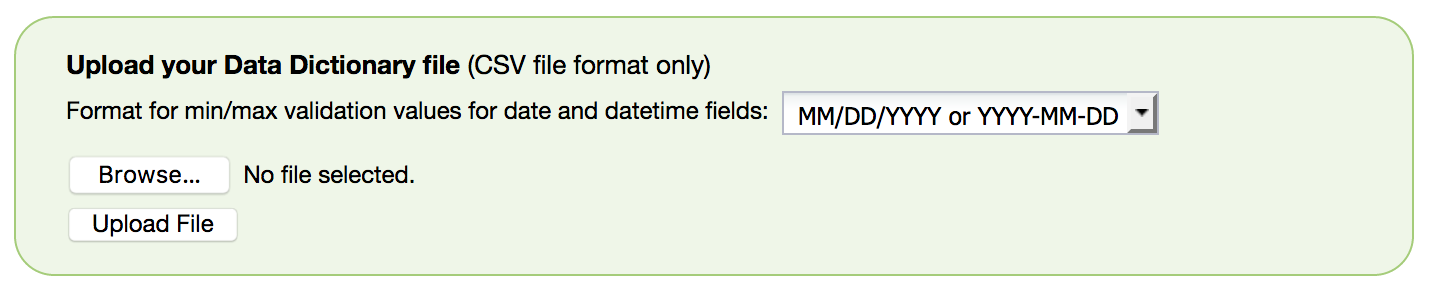 Upload your Data Dictionary file (CSV file format only)
Format for min/max validation values for date and datetime fields: MM/DD/YYYY or YYYY-MM-DD
Browse... No file selected.
Upload File